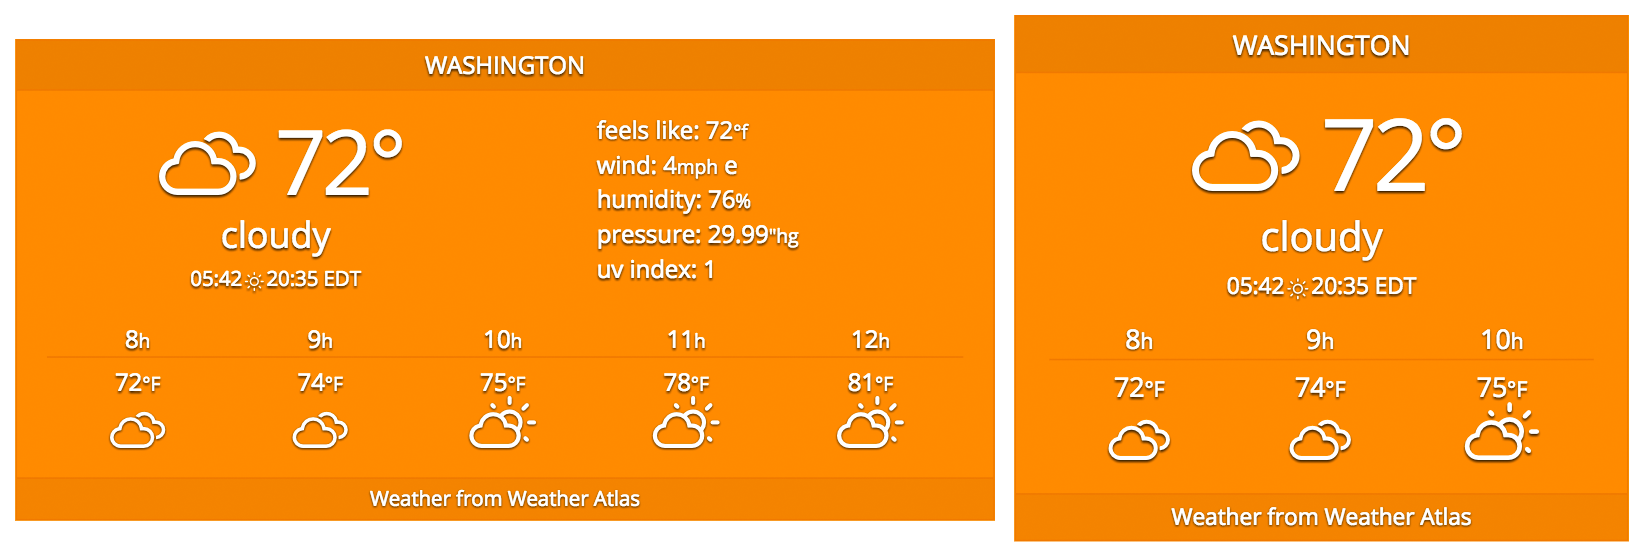 WASHINGTON
72°
cloudy
05:42 20:35 EDT
feels like: 72°f
wind: 4mph e
humidity: 76%
pressure: 29.99"hg
uv index: 1
8h 9h 10h 11h 12h
72°F 74°F 75°F 78°F 81°F
Weather from Weather Atlas
WASHINGTON
72°
cloudy
05:42 20:35 EDT
8h 9h 10h
72°F 74°F 75°F
Weather from Weather Atlas